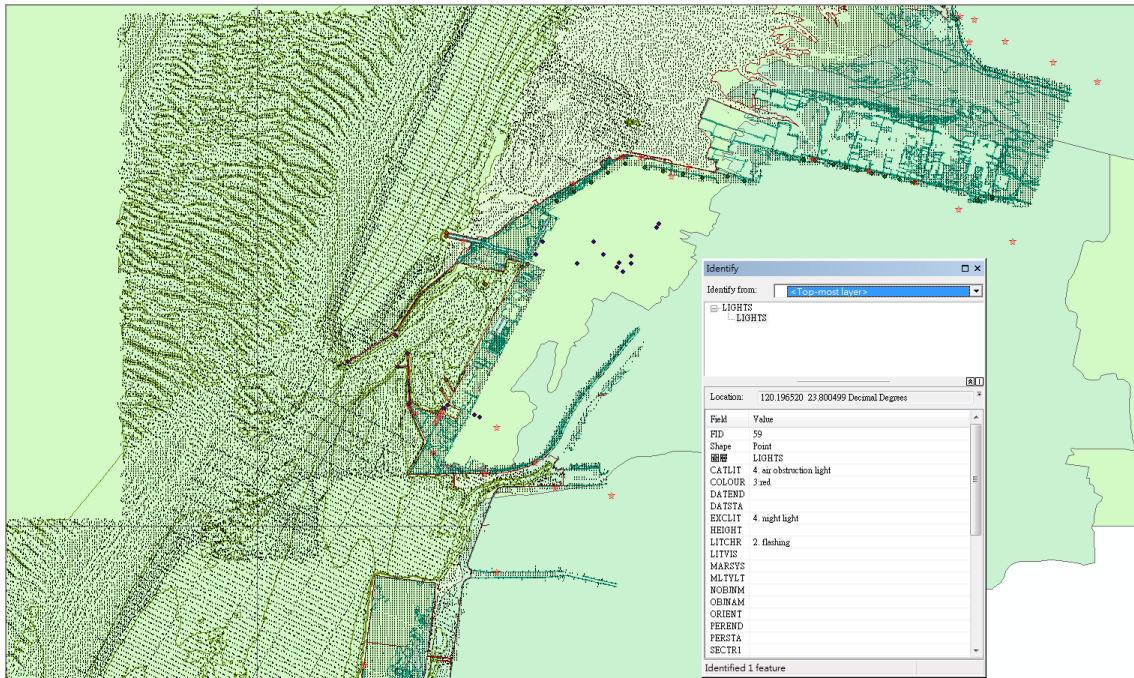 Identify
Identify from: <Top-most layer>
LIGHTS
LIGHTS
Location: 120.196520 23.800499 Decimal Degrees
Field Value
FID 59
Shape Point
圖層 LIGHTS
CATLIT 4. air obstruction light
COLOUR 3:red
DATEND
DATSTA
EXCLIT 4. night light
HEIGHT
LITCHR 2. flashing
LITVIS
MARSYS
MLTYLT
NOBJNM
OBJNAM
ORIENT
PEREND
PERSTA
SECTR1
Identified 1 feature